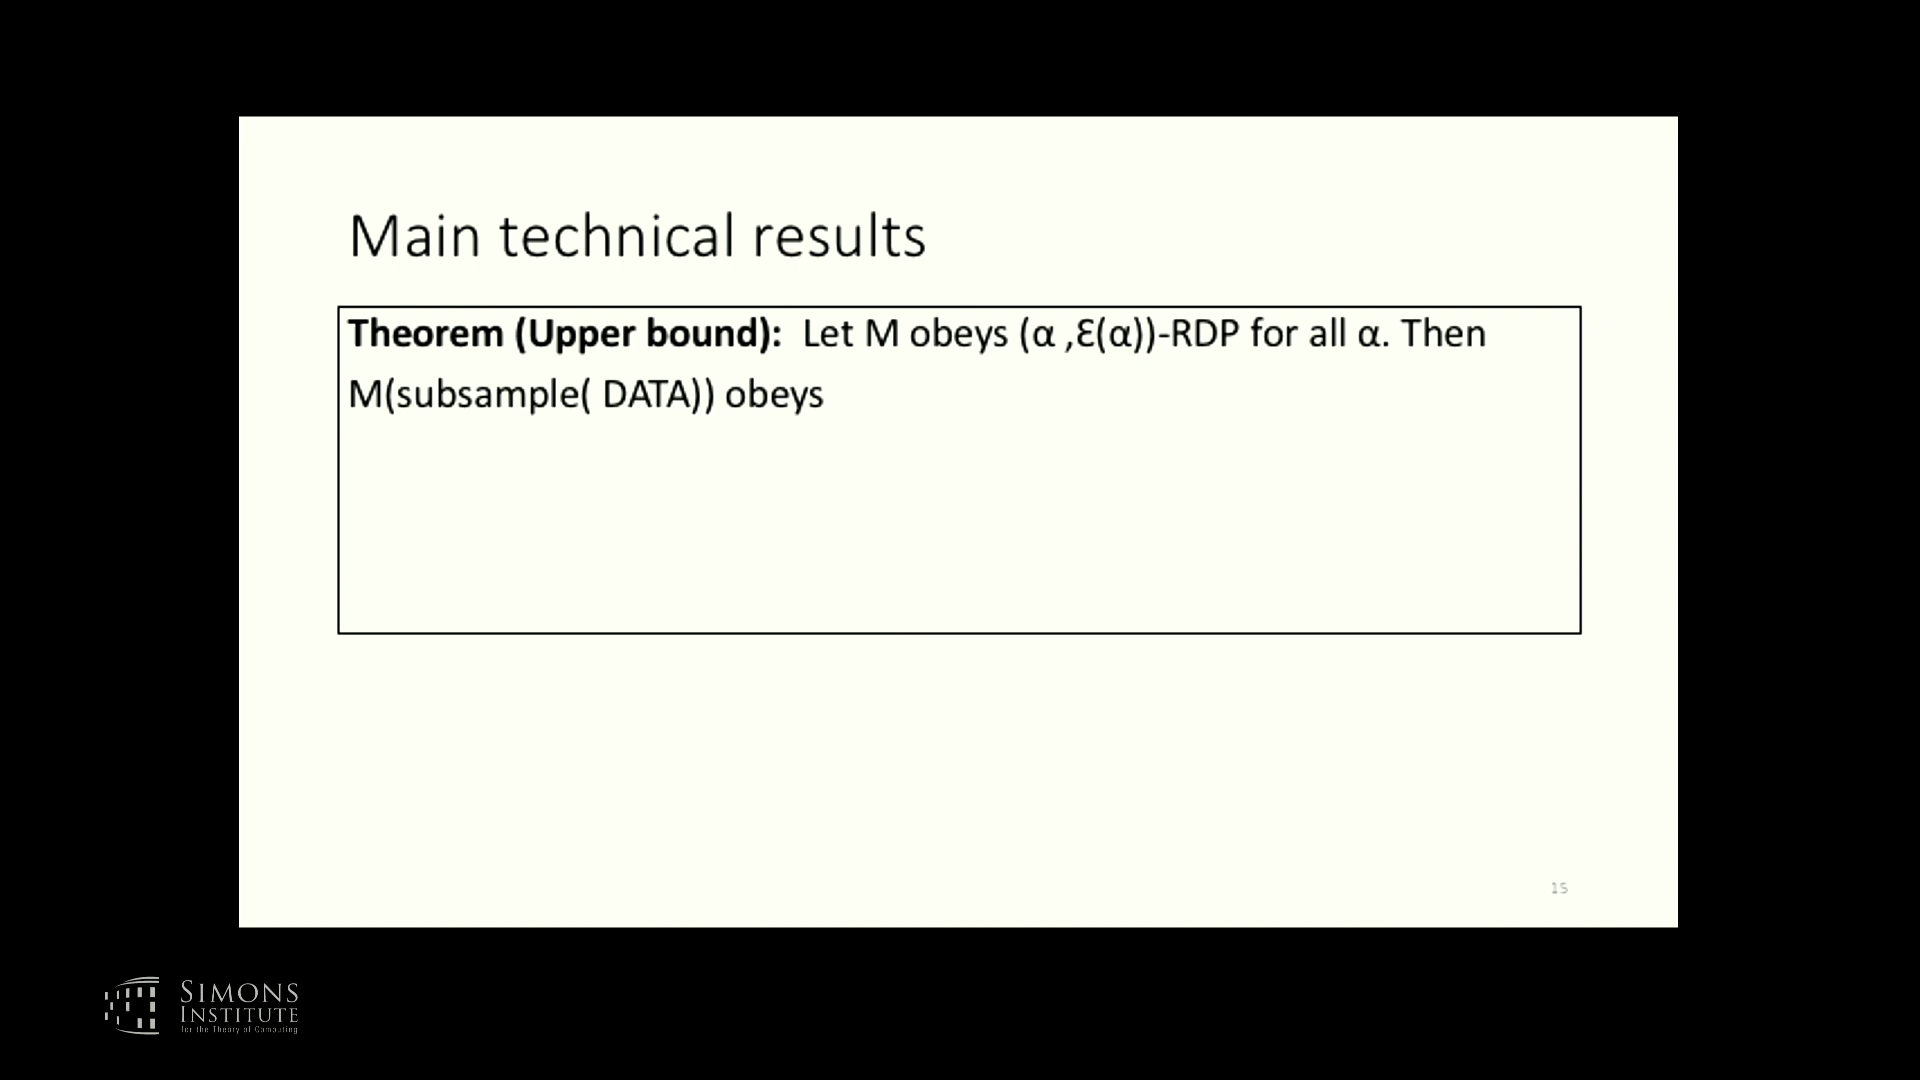 Main technical results
Theorem (Upper bound): Let M obeys (α ,Ɛ(α))-RDP for all α. Then
M(subsample( DATA)) obeys
15
SIMONS
INSTITUTE
for the Theory of Computing